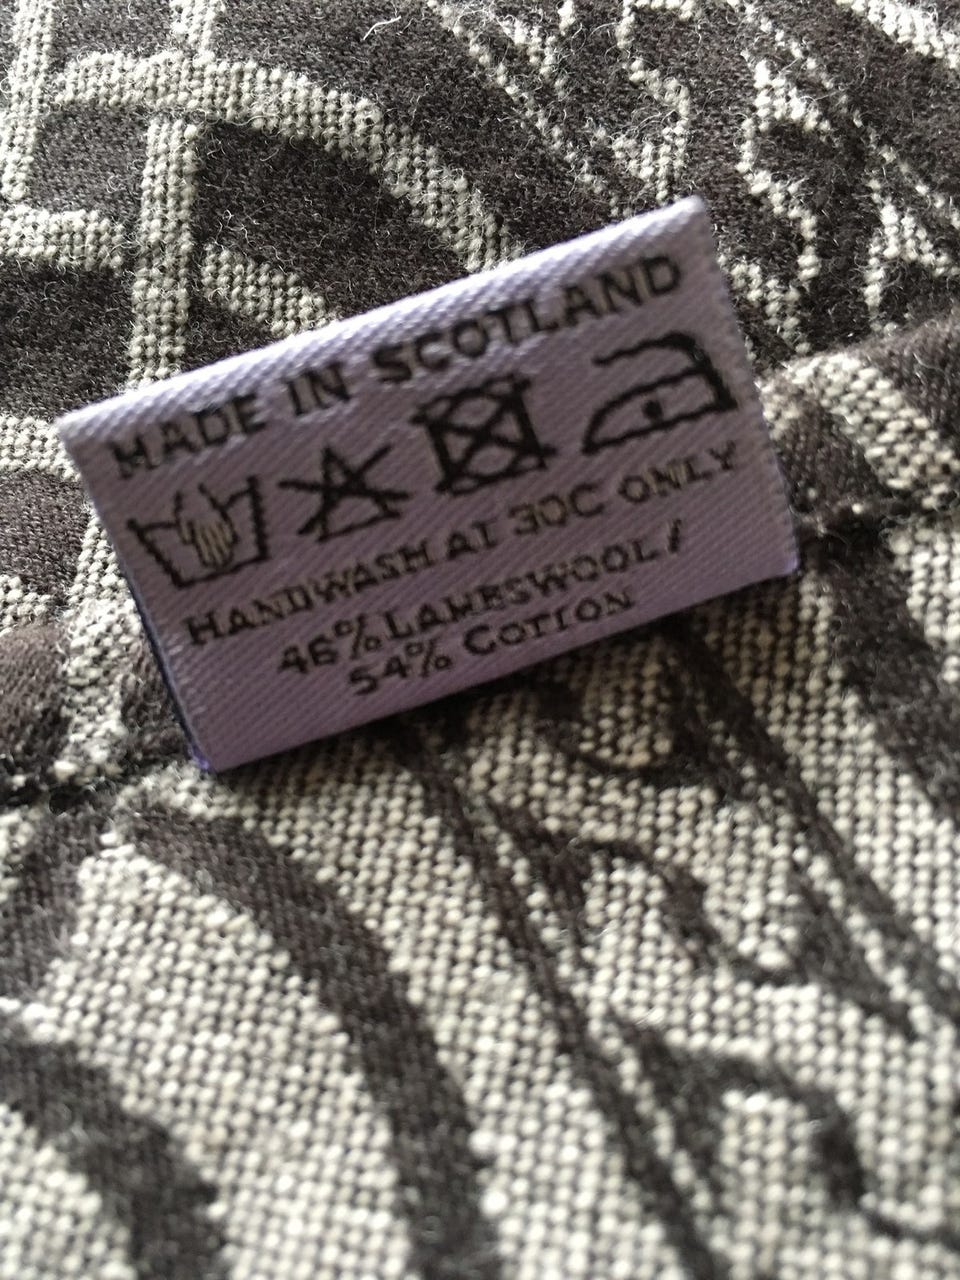 MADE IN SCOTLAND
HANDWASH AT 30C ONLY
46% LAMBSWOOL/
54% COTTON